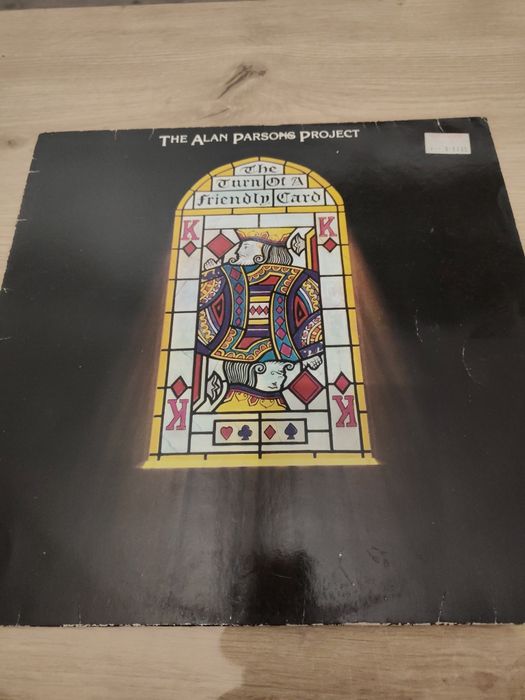 THE ALAN PARSONS PROJECT
The
Turn Of A
Friendly Card
K K
K K